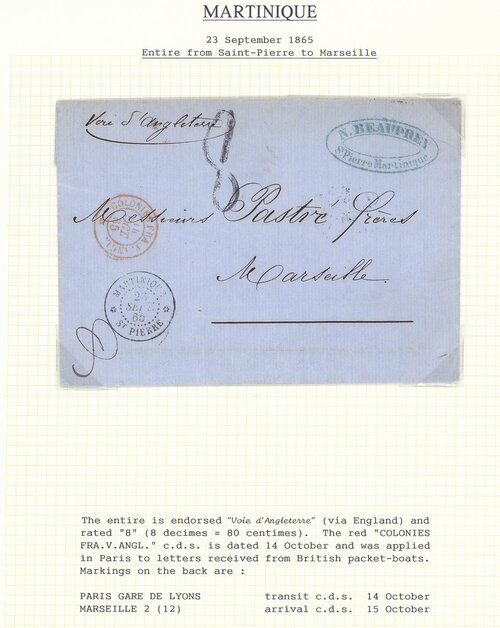 MARTINIQUE
23 September 1865
Entire from Saint-Pierre to Marseille
Voie d'Angleterre
8
N. BEAUPREY
St Pierre Martinique
COLONIES FRA.V.ANGL.
Messieurs Pastré frères
Marseille.
MARTINIQUE
23
SEPT
65
ST PIERRE
The entire is endorsed "Voie d'Angleterre" (via England) and
rated "8" (8 decimes = 80 centimes). The red "COLONIES
FRA.V.ANGL." c.d.s. is dated 14 October and was applied
in Paris to letters received from British packet-boats.
Markings on the back are :
PARIS GARE DE LYONS transit c.d.s. 14 October
MARSEILLE 2 (12) arrival c.d.s. 15 October